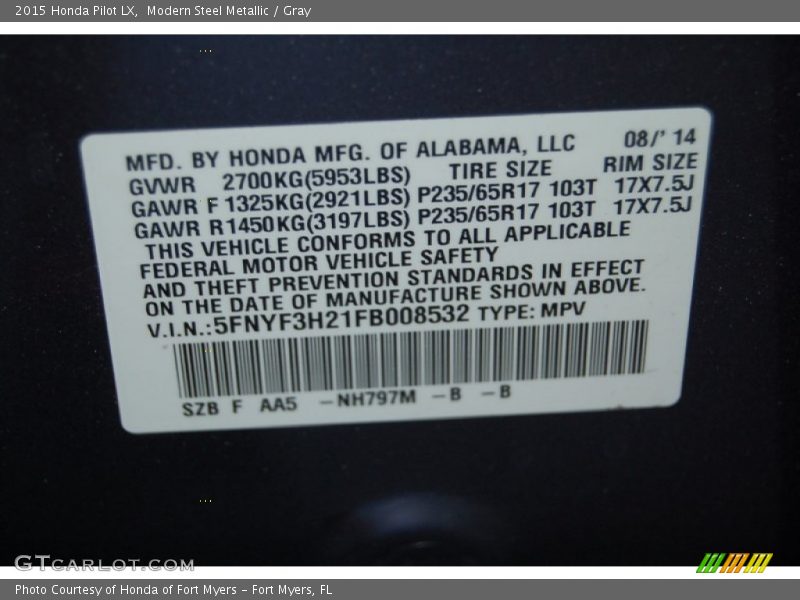 2015 Honda Pilot LX, Modern Steel Metallic / Gray
MFD. BY HONDA MFG. OF ALABAMA, LLC 08/' 14
GVWR 2700KG(5953LBS) TIRE SIZE RIM SIZE
GAWR F 1325KG(2921LBS) P235/65R17 103T 17X7.5J
GAWR R1450KG(3197LBS) P235/65R17 103T 17X7.5J
THIS VEHICLE CONFORMS TO ALL APPLICABLE
FEDERAL MOTOR VEHICLE SAFETY
AND THEFT PREVENTION STANDARDS IN EFFECT
ON THE DATE OF MANUFACTURE SHOWN ABOVE.
V.I.N.:5FNYF3H21FB008532 TYPE: MPV
SZB F AA5 -NH797M -B -B
GTcarlot.com
Photo Courtesy of Honda of Fort Myers - Fort Myers, FL